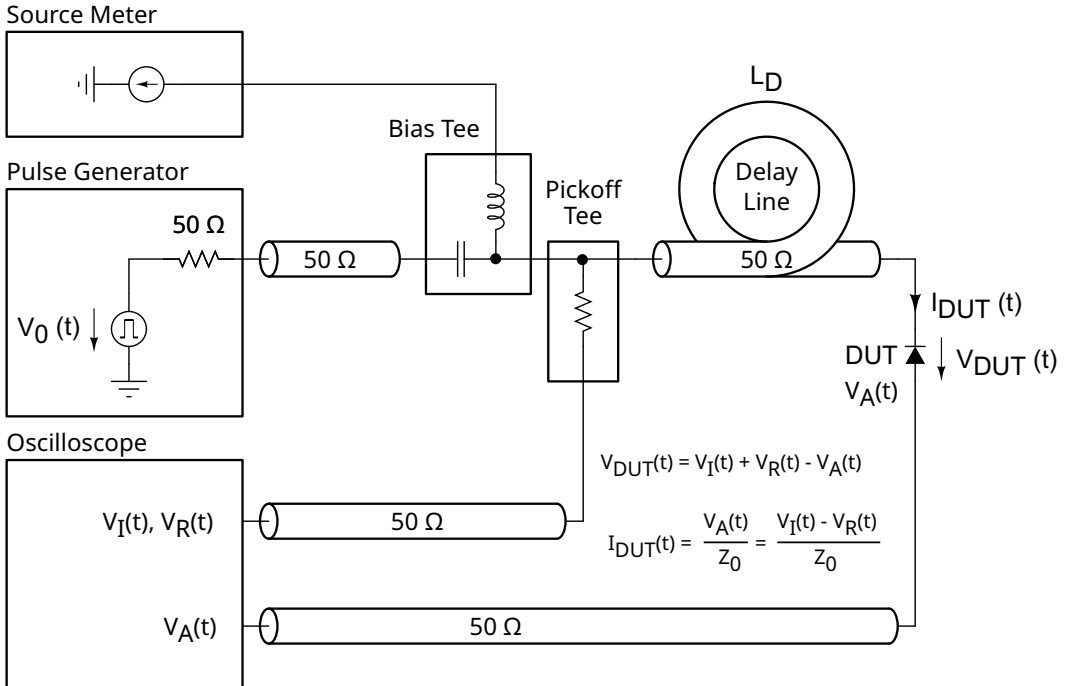 Source Meter
L_D
Bias Tee
Pulse Generator
Pickoff
Tee
Delay
Line
50 Ω
50 Ω
50 Ω
V_0 (t)
I_DUT (t)
DUT
V_DUT (t)
V_A(t)
Oscilloscope
V_DUT(t) = V_I(t) + V_R(t) - V_A(t)
V_I(t), V_R(t)
50 Ω
I_DUT(t) = V_A(t) / Z_0 = V_I(t) - V_R(t) / Z_0
V_A(t)
50 Ω